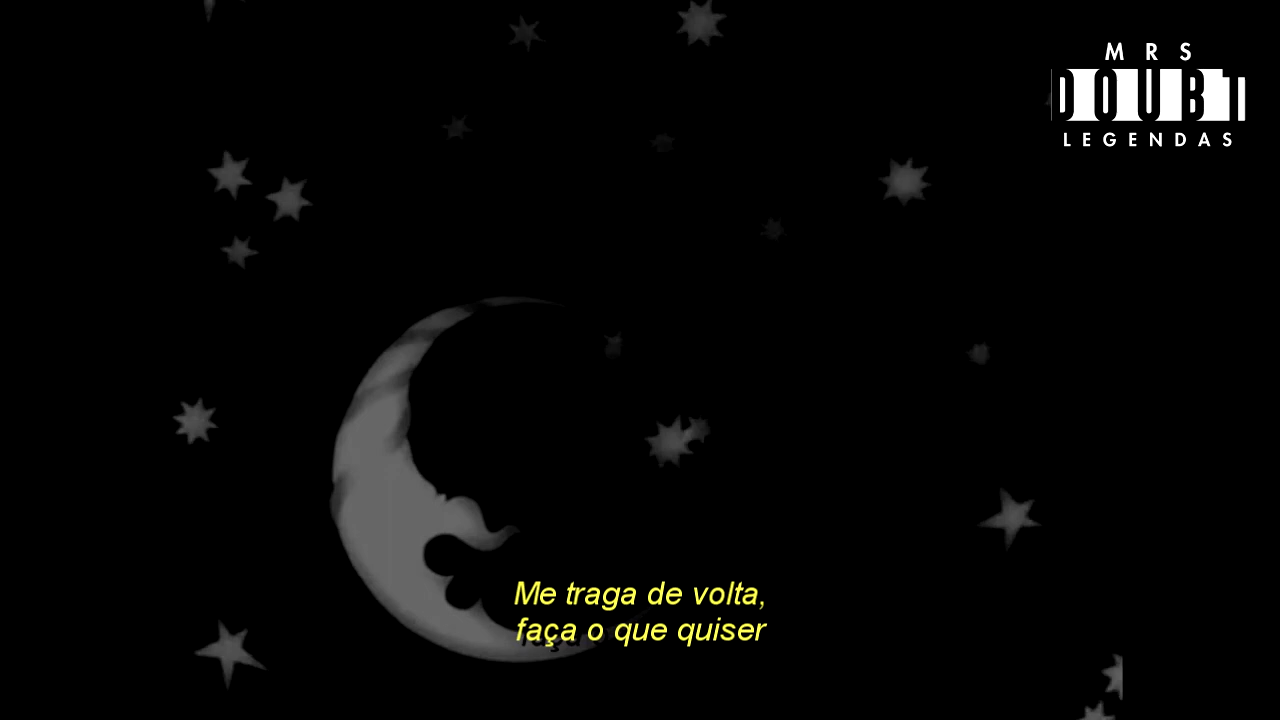 MRS
DOUBT
LEGENDAS
Me traga de volta,
faça o que quiser